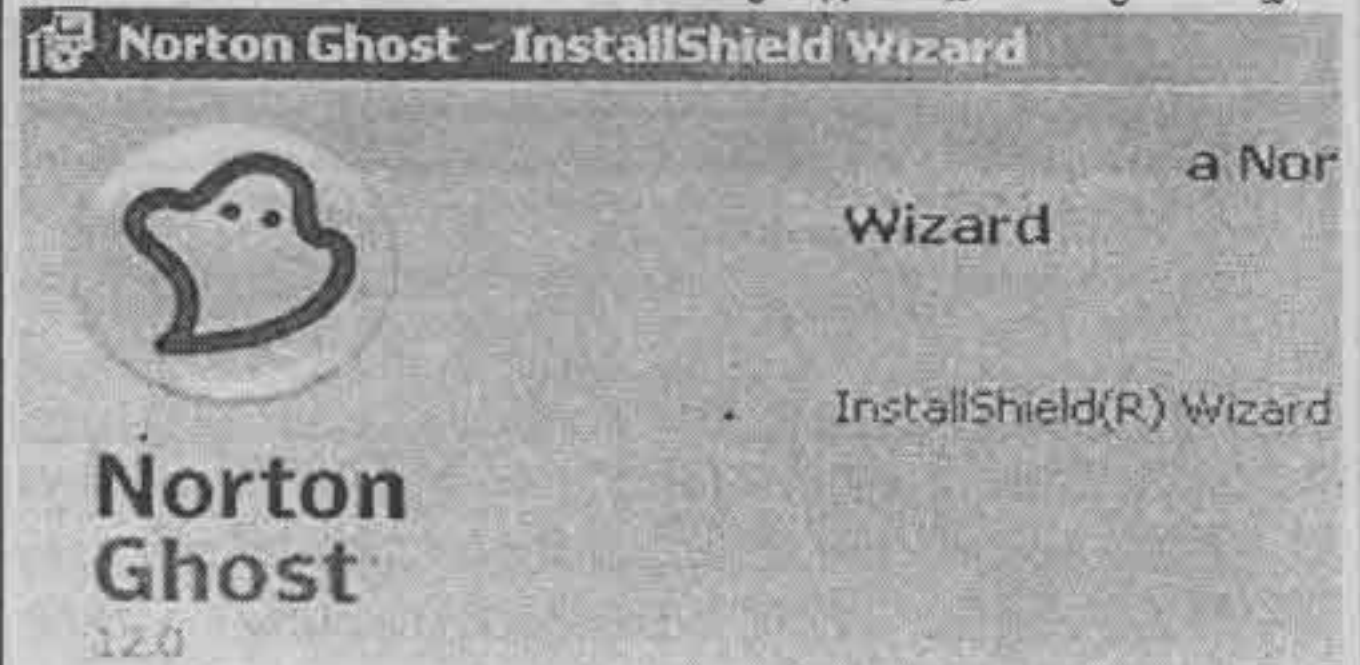 Norton Ghost - InstallShield Wizard
a Nor
Wizard
InstallShield(R) Wizard
Norton
Ghost
12.0